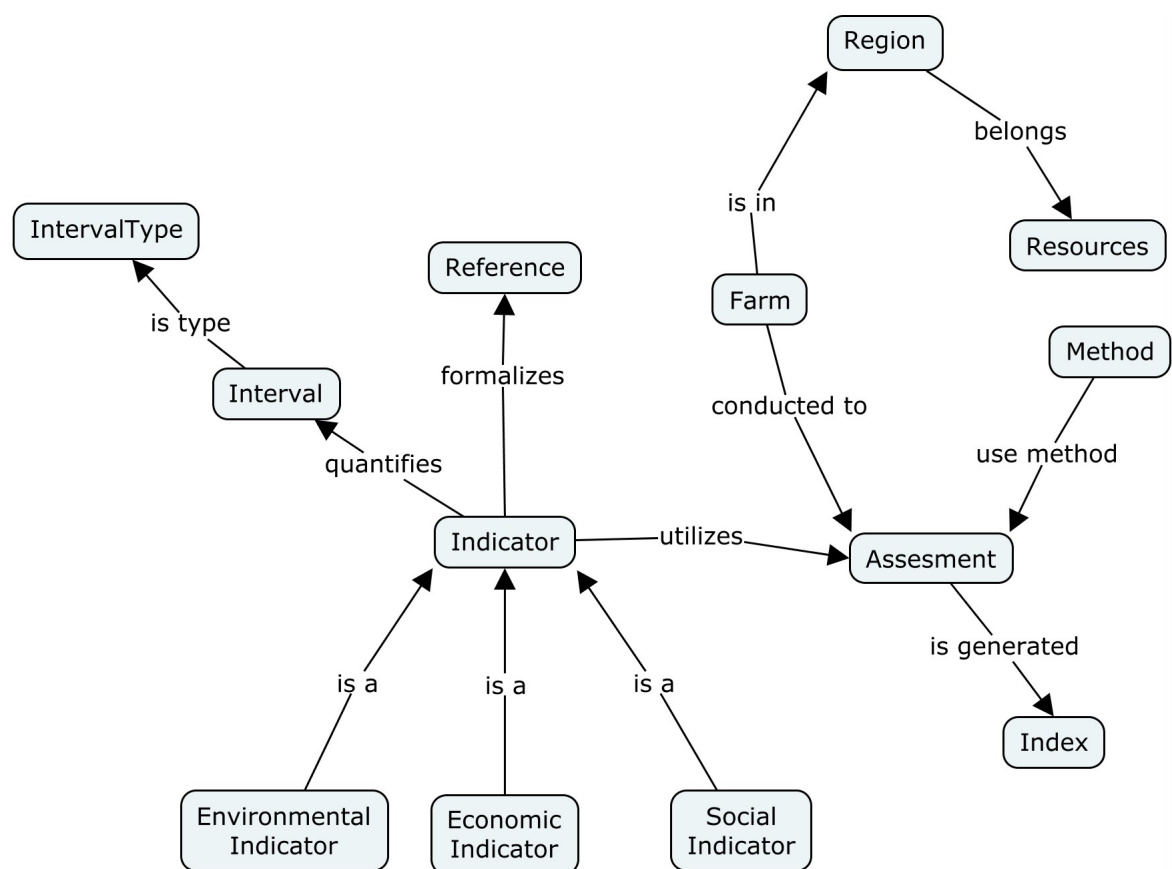 Region
belongs
is in
IntervalType
Resources
Reference
Farm
is type
Method
formalizes
Interval
conducted to
quantifies
use method
Indicator
utilizes
Assesment
is generated
is a
is a
is a
Index
Environmental
Indicator
Economic
Indicator
Social
Indicator